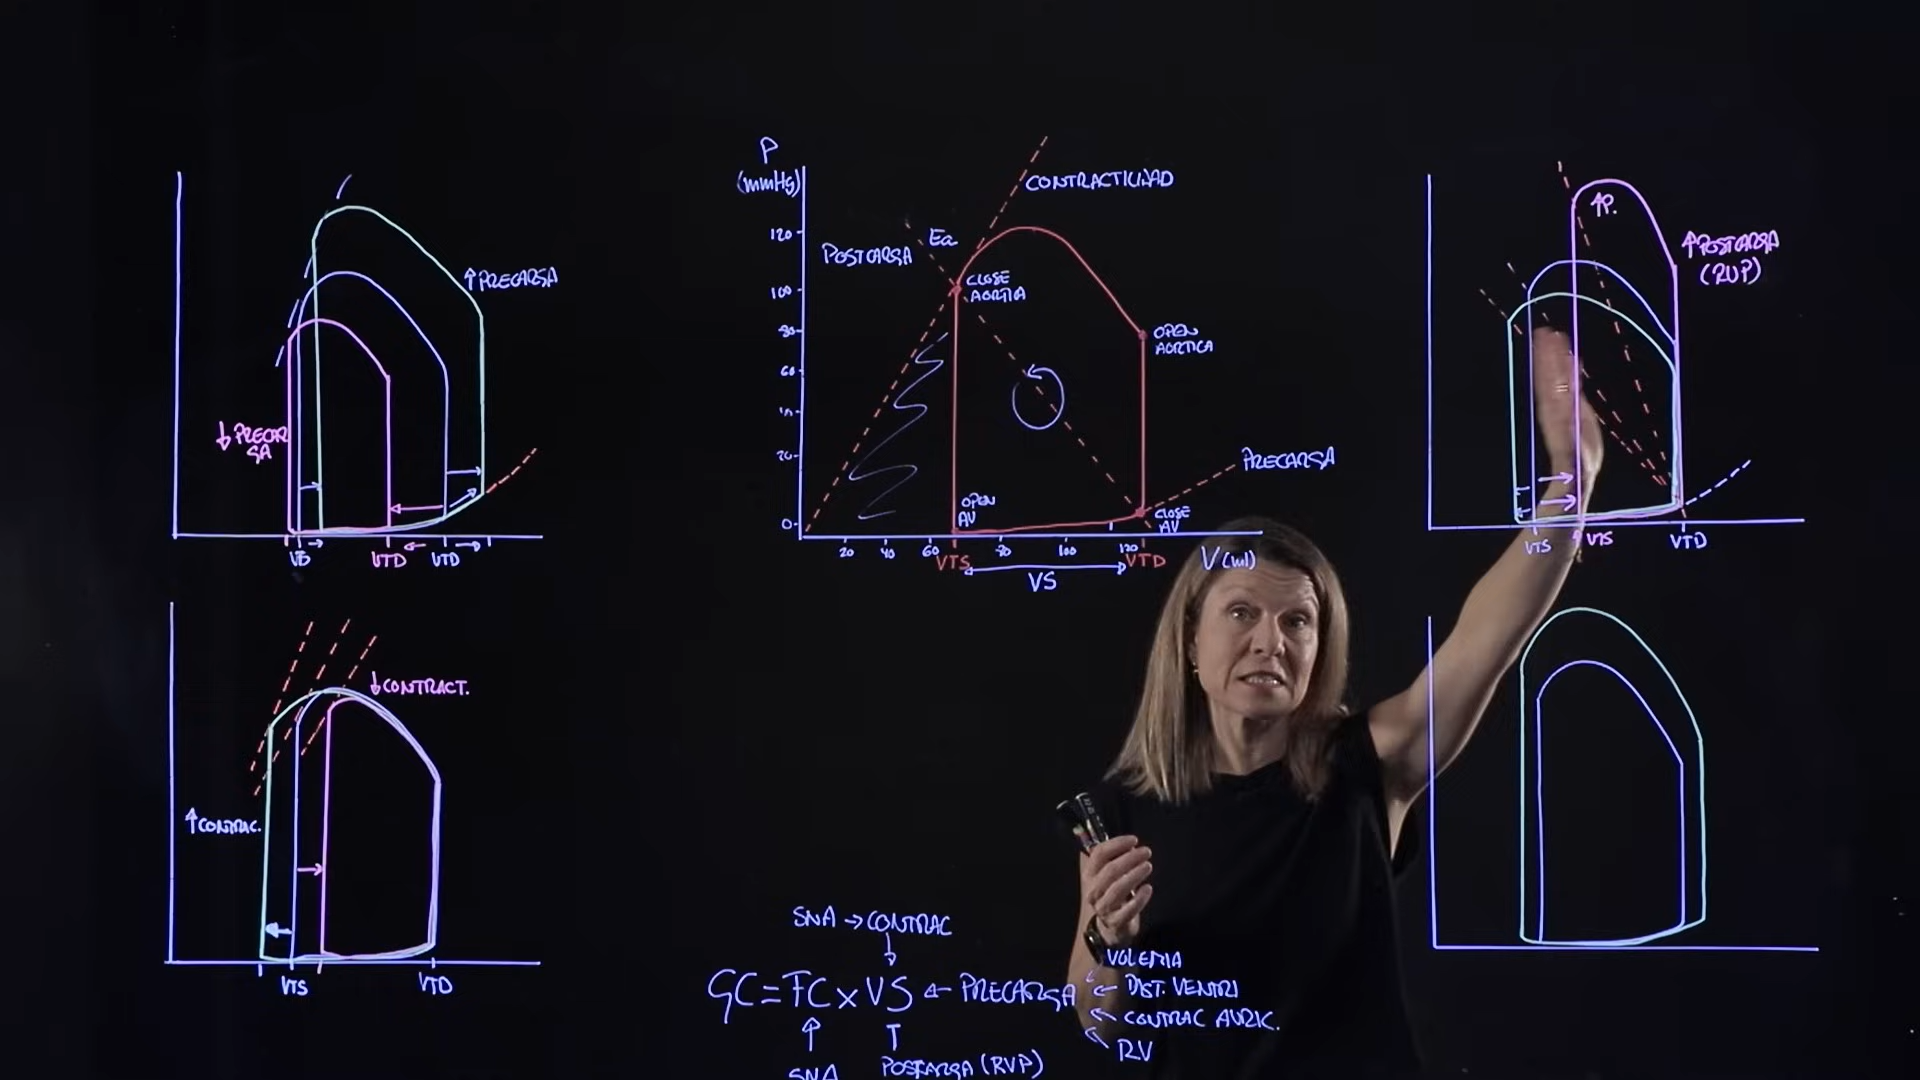 ↑PRECARGA
↓PRECAR
GA
VTS
VTD
VTD
P
(mmHg)
CONTRACTILIDAD
POSTCARGA
Ea
CLOSE
AORTICA
OPEN
AORTICA
PRECARGA
OPEN
AV
CLOSE
AV
120
100
80
60
40
20
0
20
40
60
80
100
120
VTS
VTD
V (ml)
VS
↑P.
↑POSTCARGA
(RVP)
VTS
VTS
VTD
↓CONTRACT.
↑CONTRAC.
VTS
VTD
SNA → CONTRAC
GC = FC x VS ← PRECARGA
VOLEMIA
DIST. VENTRI
CONTRAC AURIC.
RV
SNA
POSTCARGA (RVP)